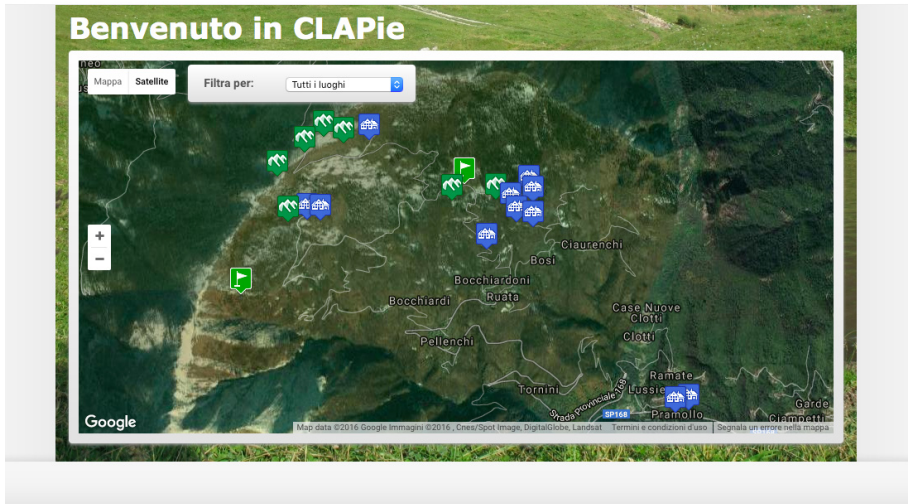 Benvenuto in CLAPie
Mappa Satellite
Filtra per: Tutti i luoghi
+
−
Ciaurenchi
Bosi
Bocchiardoni
Ruata
Bocchiardi
Case Nuove
Clotti
Clotti
Pellenchi
Ramate
Tornini
Lussie
Strada Provinciale 168
Garde
SP168
Pramollo
Ciampetti
Google
Map data ©2016 Google Immagini ©2016 , Cnes/Spot Image, DigitalGlobe, Landsat Termini e condizioni d'uso Segnala un errore nella mappa